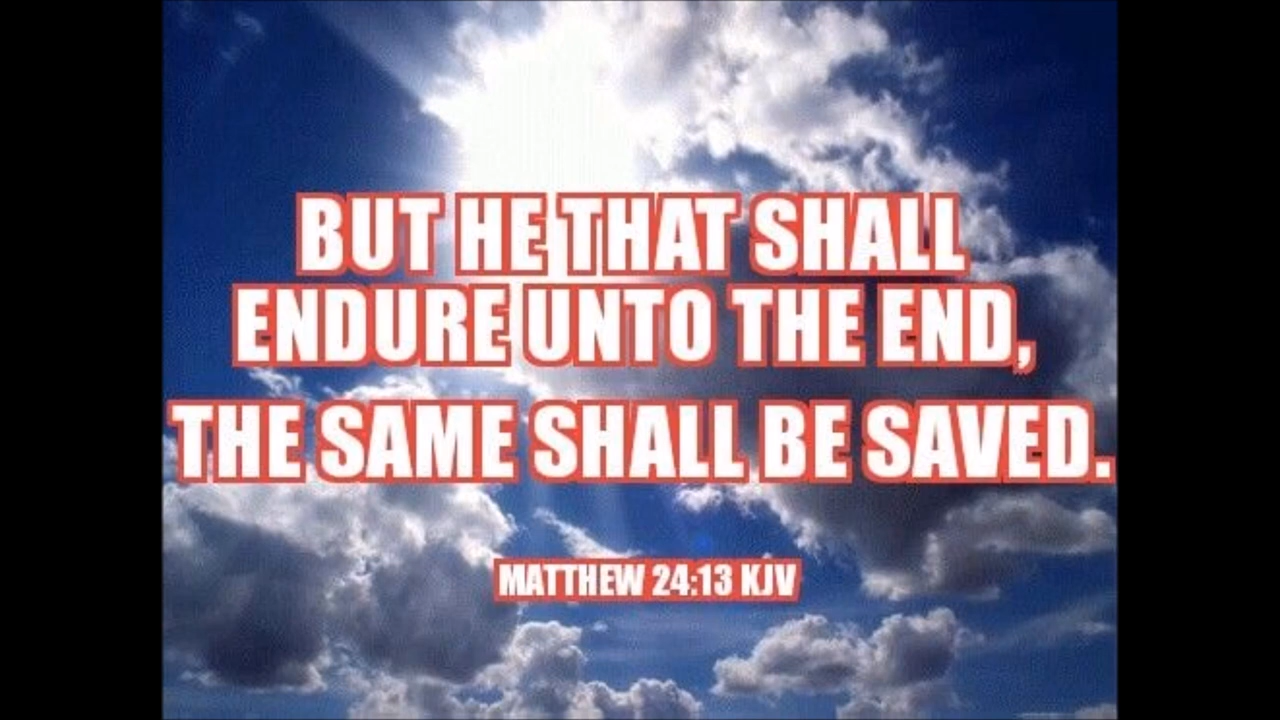 BUT HE THAT SHALL
ENDURE UNTO THE END,
THE SAME SHALL BE SAVED.
MATTHEW 24:13 KJV